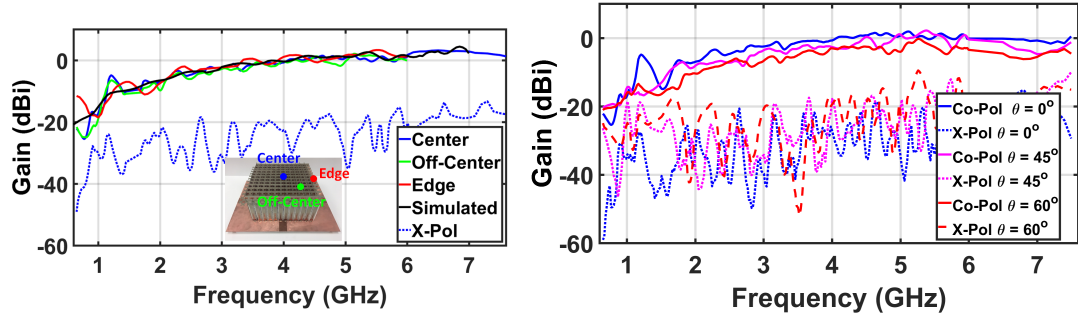 Gain (dBi)
10
0
-20
-40
-60
1
2
3
4
5
6
7
Frequency (GHz)
Center
Off-Center
Edge
Simulated
X-Pol
Center
Edge
Off-Center
Gain (dBi)
0
-20
-40
-60
1
2
3
4
5
6
7
Frequency (GHz)
Co-Pol θ = 0°
X-Pol θ = 0°
Co-Pol θ = 45°
X-Pol θ = 45°
Co-Pol θ = 60°
X-Pol θ = 60°